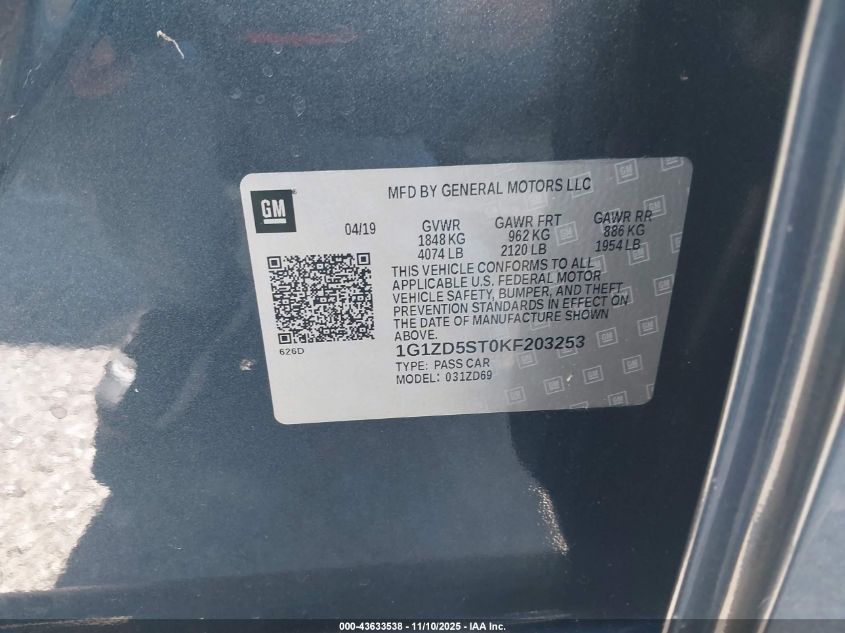 MFD BY GENERAL MOTORS LLC
GM
04/19
GVWR GAWR FRT GAWR RR
1848 KG 962 KG 886 KG
4074 LB 2120 LB 1954 LB
THIS VEHICLE CONFORMS TO ALL
APPLICABLE U.S. FEDERAL MOTOR
VEHICLE SAFETY, BUMPER, AND THEFT
PREVENTION STANDARDS IN EFFECT ON
THE DATE OF MANUFACTURE SHOWN
ABOVE.
626D
1G1ZD5ST0KF203253
TYPE: PASS CAR
MODEL: 031ZD69
000-43633538 - 11/10/2025 - IAA Inc.